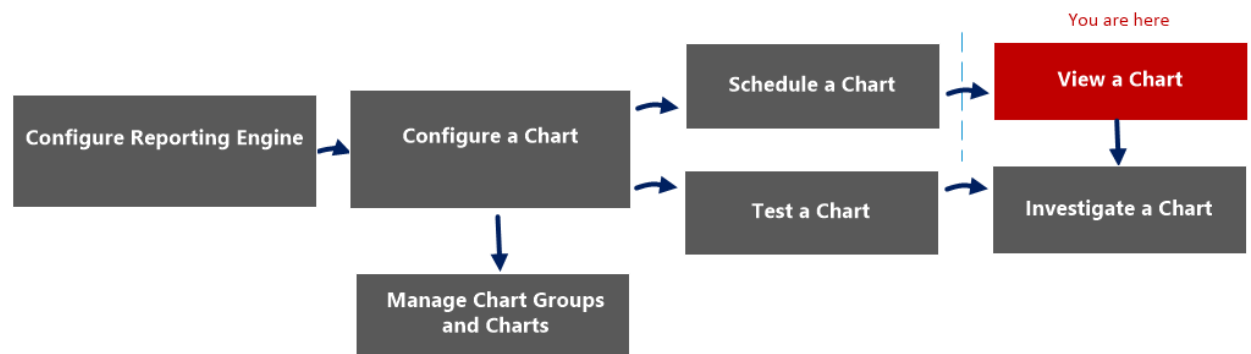 You are here
Configure Reporting Engine
Configure a Chart
Schedule a Chart
View a Chart
Test a Chart
Investigate a Chart
Manage Chart Groups
and Charts